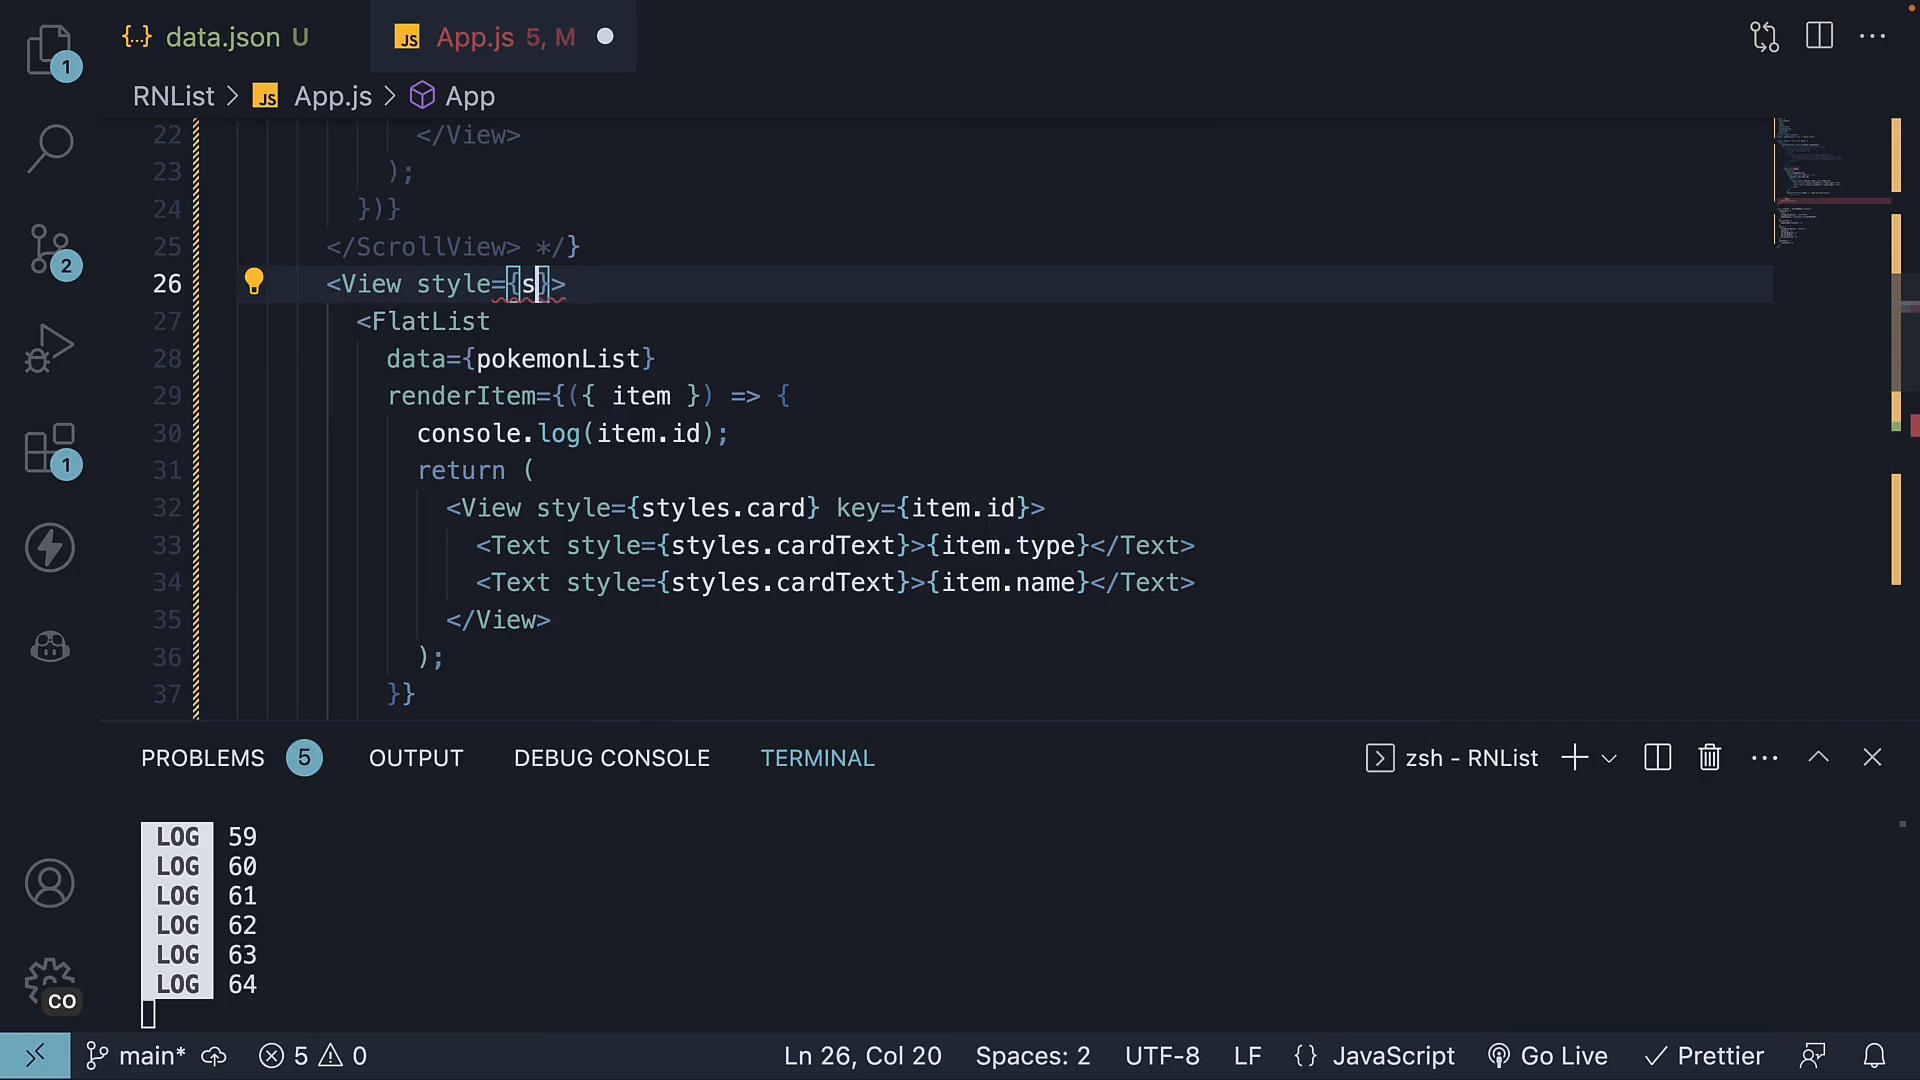 {..} data.json U
JS App.js 5, M
RNList > JS App.js > App
22 </View>
23 );
24 })}
25 </ScrollView> */}
26 <View style={s}>
27 <FlatList
28 data={pokemonList}
29 renderItem={({ item }) => {
30 console.log(item.id);
31 return (
32 <View style={styles.card} key={item.id}>
33 <Text style={styles.cardText}>{item.type}</Text>
34 <Text style={styles.cardText}>{item.name}</Text>
35 </View>
36 );
37 }}
1
2
1
CO
PROBLEMS 5 OUTPUT DEBUG CONSOLE TERMINAL zsh - RNList
LOG 59
LOG 60
LOG 61
LOG 62
LOG 63
LOG 64
main* 5 0 Ln 26, Col 20 Spaces: 2 UTF-8 LF {} JavaScript Go Live Prettier